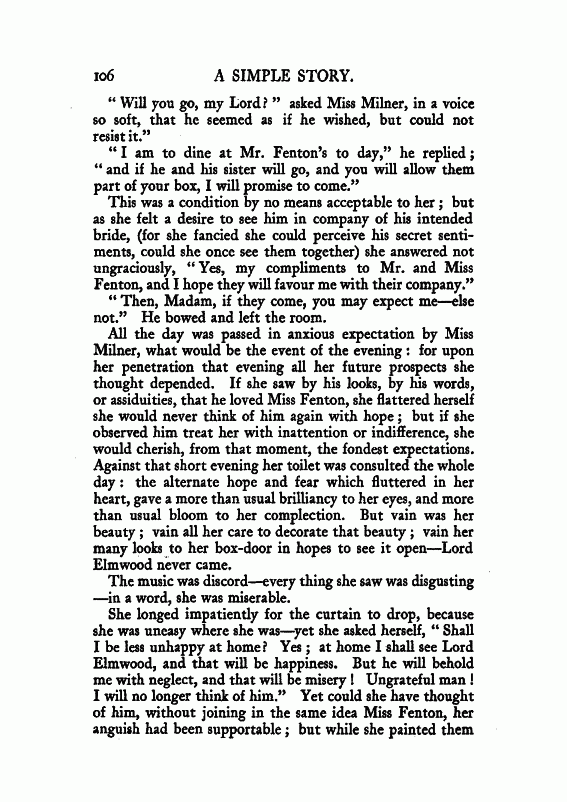 106 A SIMPLE STORY.
“ Will you go, my Lord? ” asked Miss Milner, in a voice
so soft, that he seemed as if he wished, but could not
resist it.”
“ I am to dine at Mr. Fenton's to day,” he replied ;
“ and if he and his sister will go, and you will allow them
part of your box, I will promise to come.”
This was a condition by no means acceptable to her ; but
as she felt a desire to see him in company of his intended
bride, (for she fancied she could perceive his secret senti-
ments, could she once see them together) she answered not
ungraciously, “ Yes, my compliments to Mr. and Miss
Fenton, and I hope they will favour me with their company.”
“ Then, Madam, if they come, you may expect me—else
not.” He bowed and left the room.
All the day was passed in anxious expectation by Miss
Milner, what would be the event of the evening : for upon
her penetration that evening all her future prospects she
thought depended. If she saw by his looks, by his words,
or assiduities, that he loved Miss Fenton, she flattered herself
she would never think of him again with hope ; but if she
observed him treat her with inattention or indifference, she
would cherish, from that moment, the fondest expectations.
Against that short evening her toilet was consulted the whole
day : the alternate hope and fear which fluttered in her
heart, gave a more than usual brilliancy to her eyes, and more
than usual bloom to her complection. But vain was her
beauty ; vain all her care to decorate that beauty ; vain her
many looks to her box-door in hopes to see it open—Lord
Elmwood never came.
The music was discord—every thing she saw was disgusting
—in a word, she was miserable.
She longed impatiently for the curtain to drop, because
she was uneasy where she was—yet she asked herself, “ Shall
I be less unhappy at home? Yes ; at home I shall see Lord
Elmwood, and that will be happiness. But he will behold
me with neglect, and that will be misery ! Ungrateful man !
I will no longer think of him.” Yet could she have thought
of him, without joining in the same idea Miss Fenton, her
anguish had been supportable ; but while she painted them